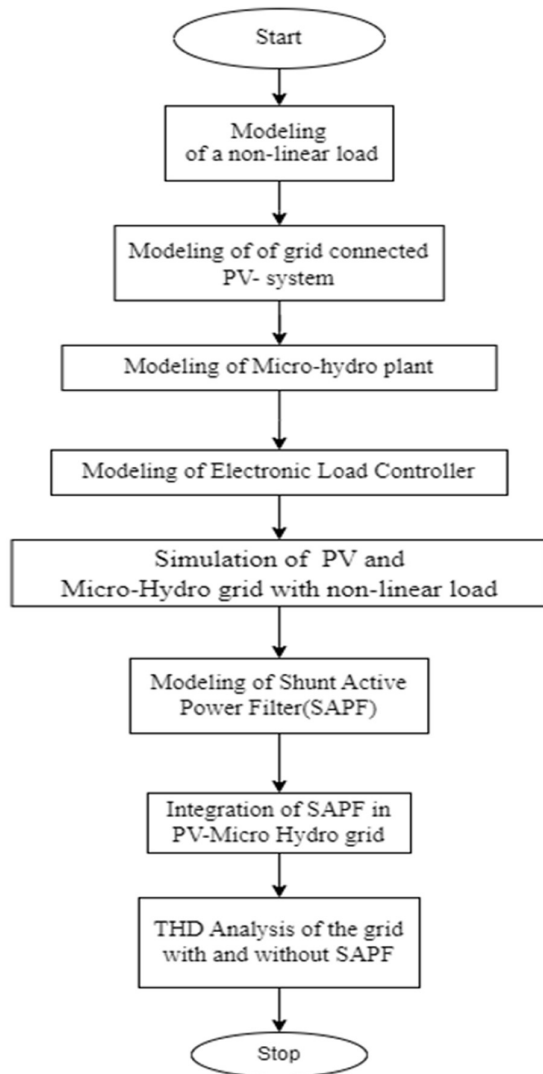 Start
Modeling
of a non-linear load
Modeling of of grid connected
PV- system
Modeling of Micro-hydro plant
Modeling of Electronic Load Controller
Simulation of PV and
Micro-Hydro grid with non-linear load
Modeling of Shunt Active
Power Filter(SAPF)
Integration of SAPF in
PV-Micro Hydro grid
THD Analysis of the grid
with and without SAPF
Stop